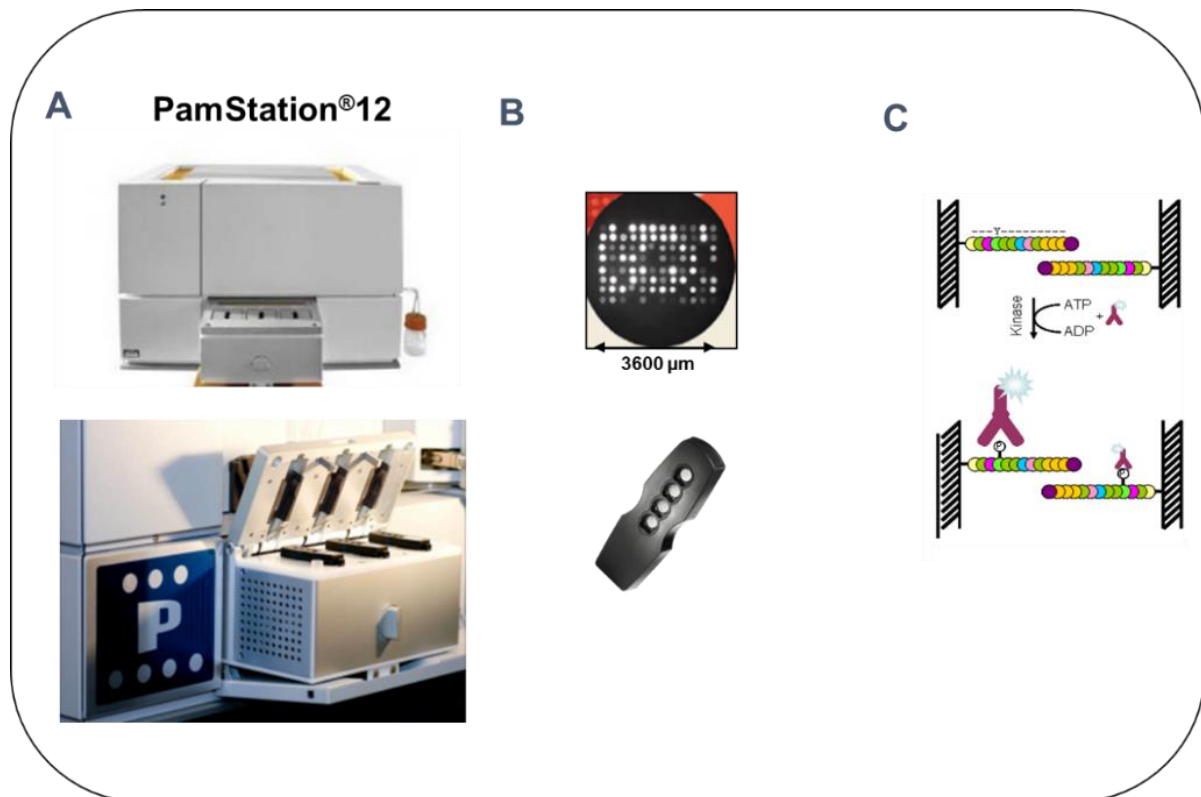 A
PamStation®12
B
C
3600 µm
P
----Y---------
Kinase
ATP
+
ADP
P
P